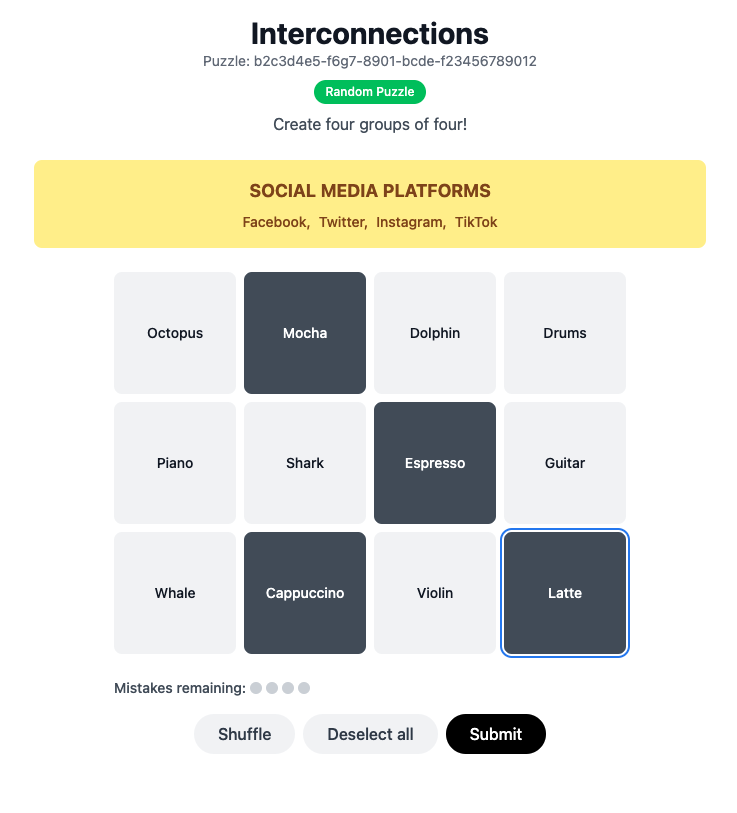 Interconnections
Puzzle: b2c3d4e5-f6g7-8901-bcde-f23456789012
Random Puzzle
Create four groups of four!
SOCIAL MEDIA PLATFORMS
Facebook, Twitter, Instagram, TikTok
Octopus Mocha Dolphin Drums
Piano Shark Espresso Guitar
Whale Cappuccino Violin Latte
Mistakes remaining:
Shuffle Deselect all Submit